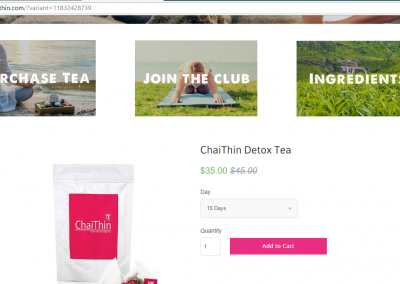 thin.com/?variant=11832428739
RCHASE TEA
JOIN THE CLUB
INGREDIENTS
ChaiThin Detox Tea
$35.00 $45.00
Day
15 Days
Quantity
1
Add to Cart
ChaiThin